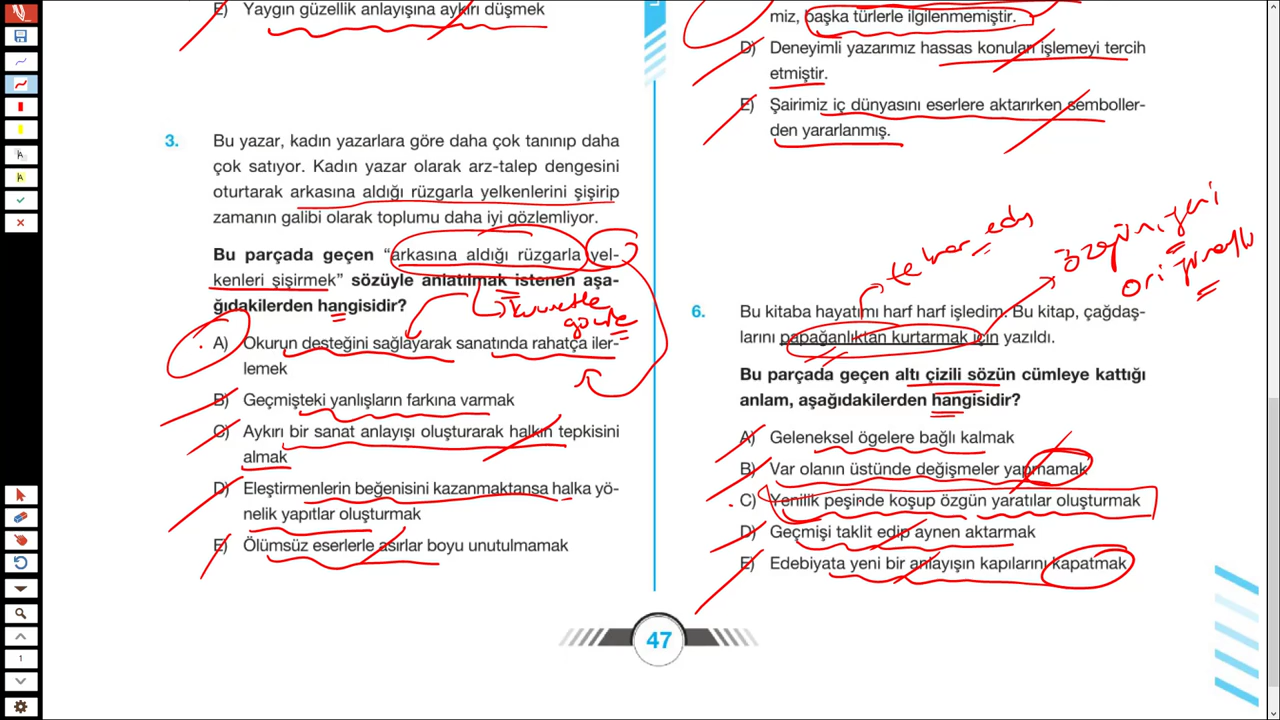 E) Yaygın güzellik anlayışına aykırı düşmek
3. Bu yazar, kadın yazarlara göre daha çok tanınıp daha
çok satıyor. Kadın yazar olarak arz-talep dengesini
oturtarak arkasına aldığı rüzgarla yelkenlerini şişirip
zamanın galibi olarak toplumu daha iyi gözlemliyor.
Bu parçada geçen “arkasına aldığı rüzgarla yel-
kenleri şişirmek” sözüyle anlatılmak istenen aşa-
ğıdakilerden hangisidir?
kuvvetle
A) Okurun desteğini sağlayarak sanatında rahatça iler-
lemek
B) Geçmişteki yanlışların farkına varmak
C) Aykırı bir sanat anlayışı oluşturarak halkın tepkisini
almak
D) Eleştirmenlerin beğenisini kazanmaktansa halka yö-
nelik yapıtlar oluşturmak
E) Ölümsüz eserlerle asırlar boyu unutulmamak
miz, başka türlerle ilgilenmemiştir.
D) Deneyimli yazarımız hassas konuları işlemeyi tercih
etmiştir.
E) Şairimiz iç dünyasını eserlere aktarırken semboller-
den yararlanmış.
tekrar eden
özgün, yeni
6. Bu kitaba hayatımı harf harf işledim. Bu kitap, çağdaş-
larını papağanlıktan kurtarmak için yazıldı.
Bu parçada geçen altı çizili sözün cümleye kattığı
anlam, aşağıdakilerden hangisidir?
A) Geleneksel ögelere bağlı kalmak
B) Var olanın üstünde değişmeler yapmamak
C) Yenilik peşinde koşup özgün yaratılar oluşturmak
D) Geçmişi taklit edip aynen aktarmak
E) Edebiyata yeni bir anlayışın kapılarını kapatmak
47
1